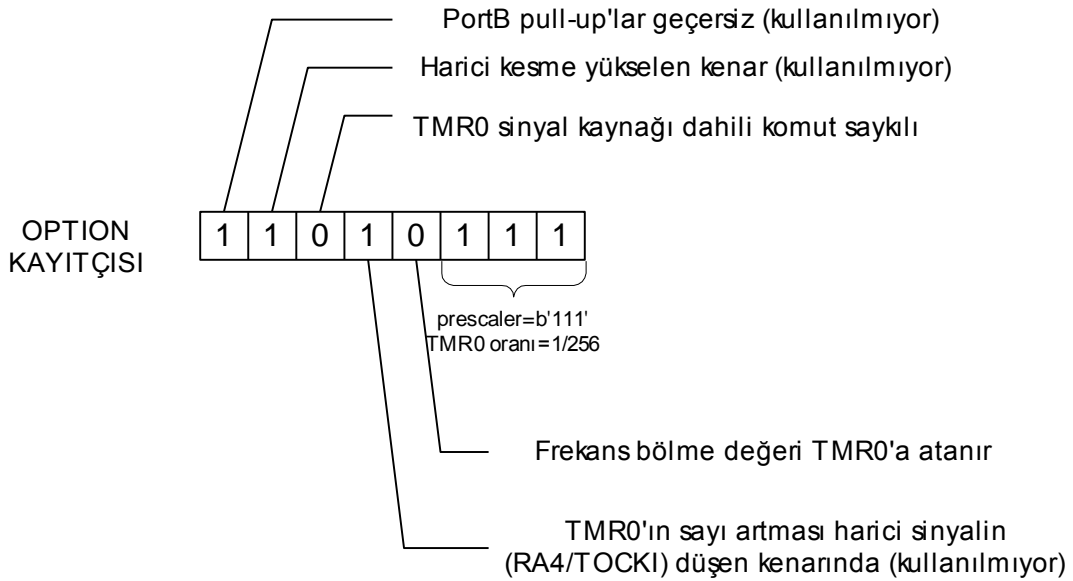 PortB pull-up'lar geçersiz (kullanılmıyor)
Harici kesme yükselen kenar (kullanılmıyor)
TMR0 sinyal kaynağı dahili komut saykılı
OPTION
KAYITÇISI
1 1 0 1 0 1 1 1
prescaler=b'111'
TMR0 oranı=1/256
Frekans bölme değeri TMR0'a atanır
TMR0'ın sayı artması harici sinyalin
(RA4/TOCKI) düşen kenarında (kullanılmıyor)